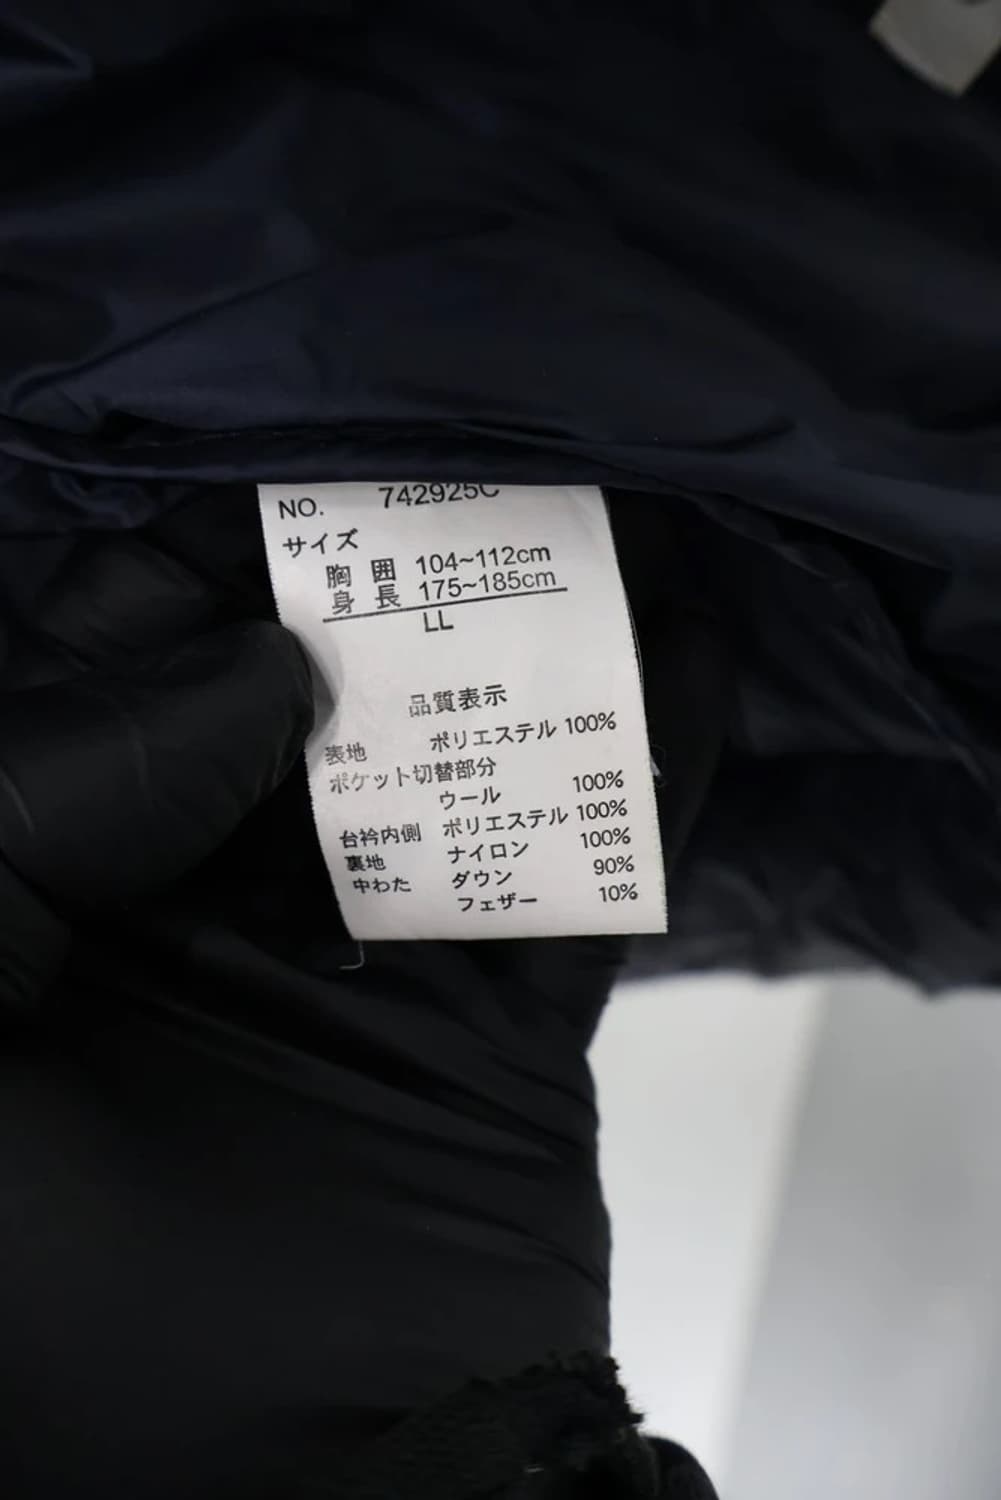 NO. 742925C
サイズ
胸 囲 104~112cm
身 長 175~185cm
LL
品質表示
表地 ポリエステル 100%
ポケット切替部分
ウール 100%
台衿内側 ポリエステル 100%
裏地 ナイロン 100%
中わた ダウン 90%
フェザー 10%